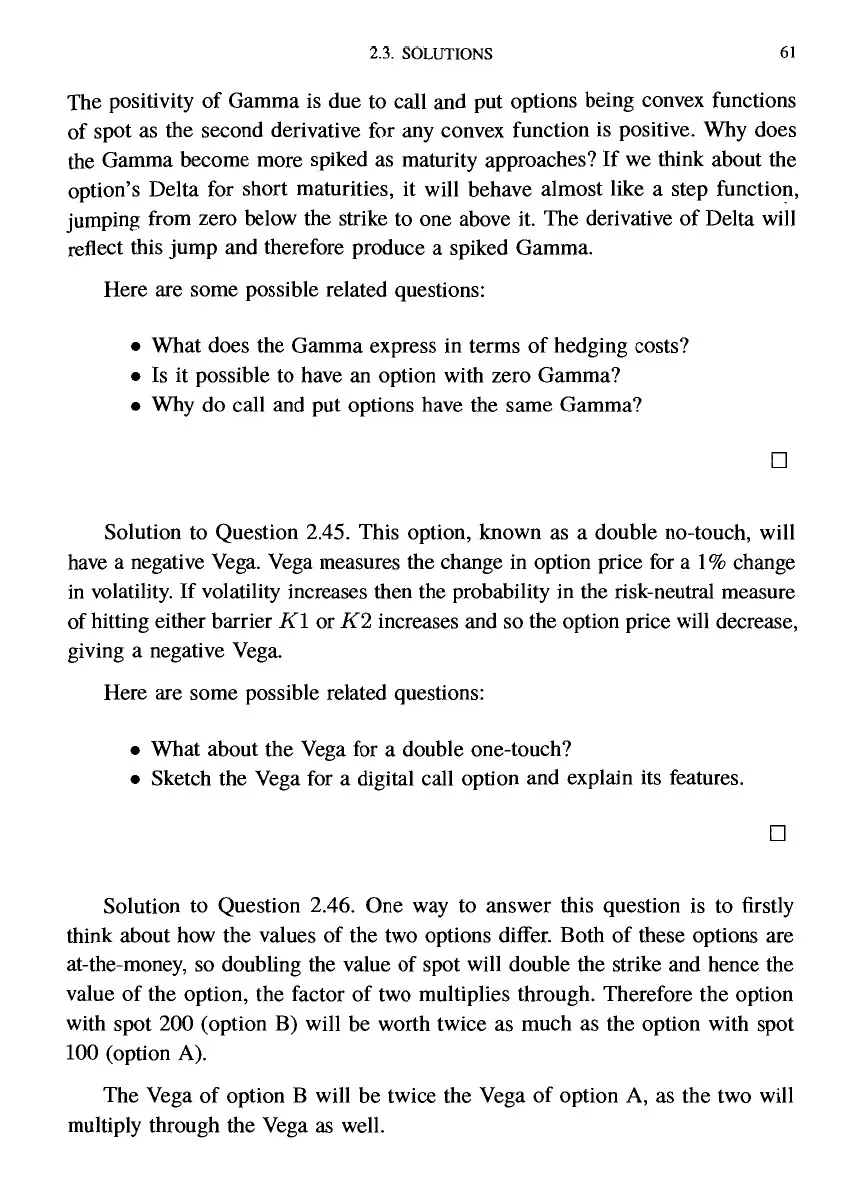 2.3. SOLUTIONS 61
The positivity of Gamma is due to call and put options being convex functions
of spot as the second derivative for any convex function is positive. Why does
the Gamma become more spiked as maturity approaches? If we think about the
option's Delta for short maturities, it will behave almost like a step function,
jumping from zero below the strike to one above it. The derivative of Delta will
reflect this jump and therefore produce a spiked Gamma.
Here are some possible related questions:
• What does the Gamma express in terms of hedging costs?
• Is it possible to have an option with zero Gamma?
• Why do call and put options have the same Gamma?
□
Solution to Question 2.45. This option, known as a double no-touch, will
have a negative Vega. Vega measures the change in option price for a 1% change
in volatility. If volatility increases then the probability in the risk-neutral measure
of hitting either barrier K1 or K2 increases and so the option price will decrease,
giving a negative Vega.
Here are some possible related questions:
• What about the Vega for a double one-touch?
• Sketch the Vega for a digital call option and explain its features.
□
Solution to Question 2.46. One way to answer this question is to firstly
think about how the values of the two options differ. Both of these options are
at-the-money, so doubling the value of spot will double the strike and hence the
value of the option, the factor of two multiplies through. Therefore the option
with spot 200 (option B) will be worth twice as much as the option with spot
100 (option A).
The Vega of option B will be twice the Vega of option A, as the two will
multiply through the Vega as well.